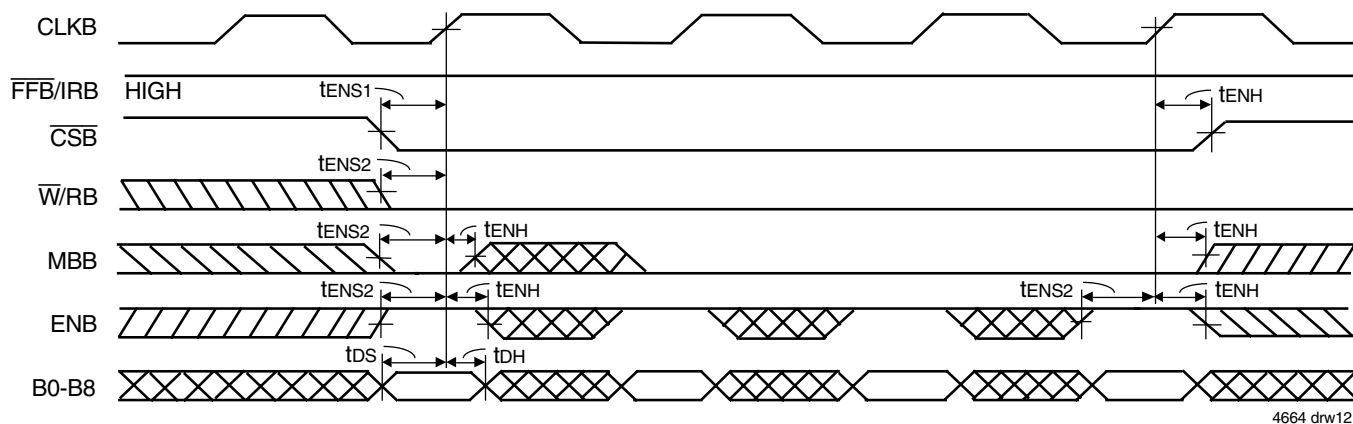 CLKB
FFB/IRB HIGH
tENS1
tENH
CSB
tENS2
W/RB
tENS2
tENH
tENH
MBB
tENS2
tENH
tENS2
tENH
ENB
tDS
tDH
B0-B8
4664 drw12